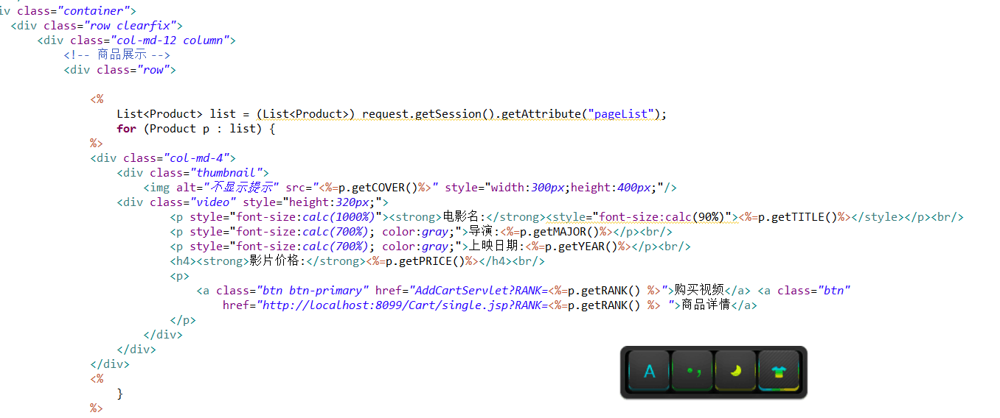 iv class="container">
<div class="row clearfix">
<div class="col-md-12 column">
<!-- 商品展示 -->
<div class="row">
<%
List<Product> list = (List<Product>) request.getSession().getAttribute("pageList");
for (Product p : list) {
%>
<div class="col-md-4">
<div class="thumbnail">
<img alt="不显示提示" src="<%=p.getCOVER()%>" style="width:300px;height:400px;"/>
<div class="video" style="height:320px;">
<p style="font-size:calc(1000%)"><strong>电影名:</strong><style="font-size:calc(90%)"><%=p.getTITLE()%></style></p><br/>
<p style="font-size:calc(700%); color:gray;">导演:<%=p.getMAJOR()%></p><br/>
<p style="font-size:calc(700%); color:gray;">上映日期:<%=p.getYEAR()%></p><br/>
<h4><strong>影片价格:</strong><%=p.getPRICE()%></h4><br/>
<p>
<a class="btn btn-primary" href="AddCartServlet?RANK=<%=p.getRANK() %>">购买视频</a> <a class="btn"
href="http://localhost:8099/Cart/single.jsp?RANK=<%=p.getRANK() %> ">商品详情</a>
</p>
</div>
</div>
</div>
<%
}
%>
A